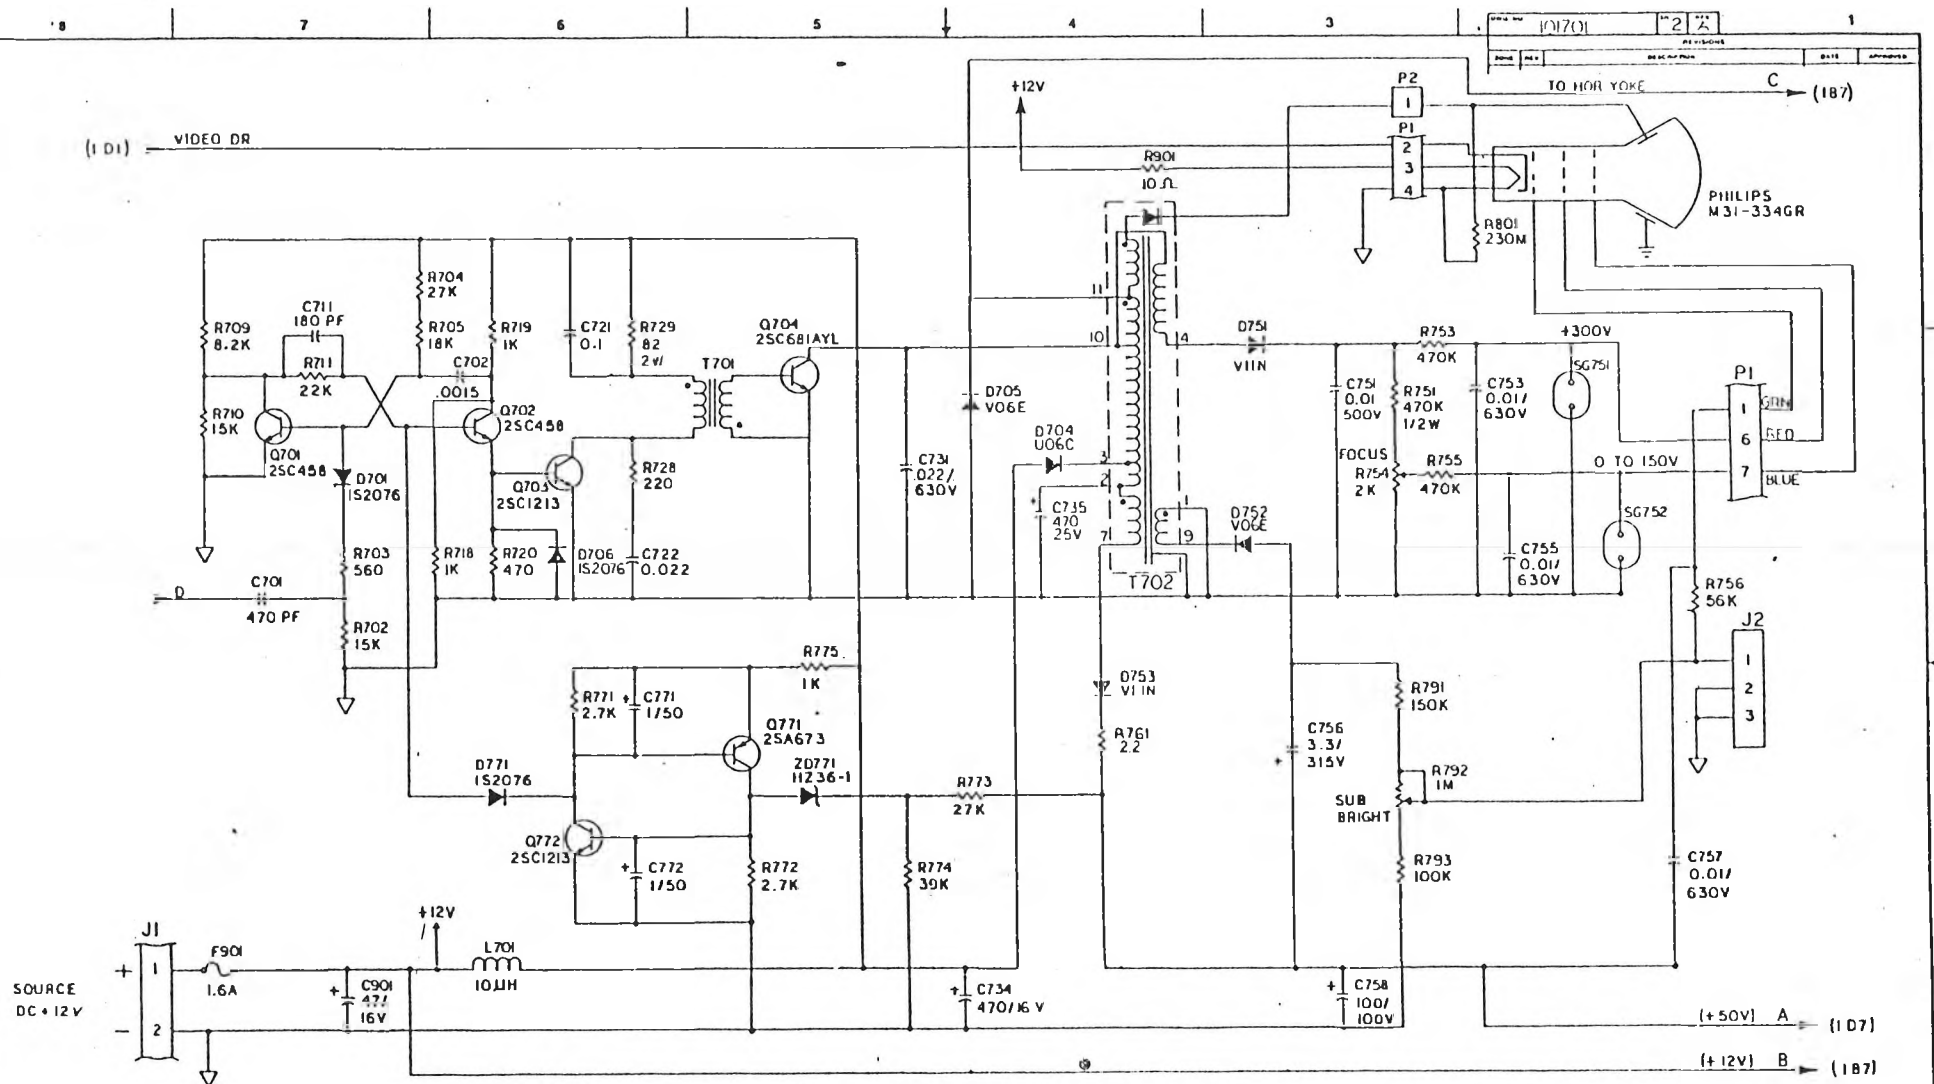 8 7 6 5 4 3 1
101701 2 A
REVISIONS
ZONE REV DESCRIPTION DATE APPROVED
TO HOR YOKE C (1B7)
+12V
P2
1
(1D1) VIDEO DR
P1
2
3
4
R901
10Ω
PHILIPS
M31-334GR
R801
230M
R704
27K
C711
180 PF
R709
8.2K
R705
18K
R719
1K
C721
0.1
R729
82
2W
Q704
2SC681AYL
11
10
4
D751
V11N
R753
470K
+300V
R711
22K
C702
.0015
T701
D705
V06E
C751
0.01
500V
R751
470K
1/2W
C753
0.01/
630V
SG751
P1
1 GRN
6 RED
7 BLUE
R710
15K
Q702
2SC458
Q701
2SC458
D701
1S2076
Q703
2SC1213
R728
220
C731
.022/
630V
D704
U06C
3
2
FOCUS
R754
2K
R755
470K
0 TO 150V
C735
470
25V
7
9
D752
V06E
SG752
R703
560
R718
1K
R720
470
D706
1S2076
C722
0.022
T702
C755
0.01/
630V
R756
56K
D
C701
470 PF
R702
15K
J2
1
2
3
R775
1K
R771
2.7K
+ C771
1/50
D753
V11N
R791
150K
Q771
2SA673
R761
2.2
C756
3.3/
315V
+
D771
1S2076
ZD771
HZ36-1
R773
27K
R792
1M
SUB
BRIGHT
Q772
2SC1213
+ C772
1/50
R772
2.7K
R774
39K
R793
100K
C757
0.01/
630V
J1
+12V
SOURCE
DC+12V
+ 1
- 2
F901
1.6A
L701
10µH
+ C901
47/
16V
+ C734
470/16 V
+ C758
100/
100V
(+50V) A (1D7)
(+12V) B (1B7)